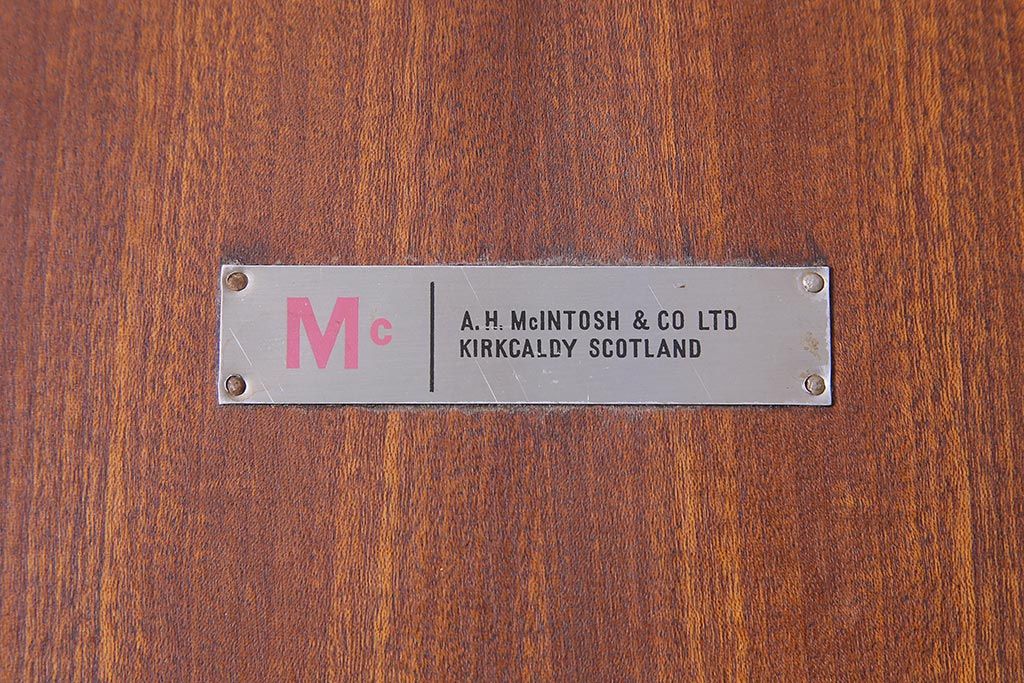 Mc
A. H. McINTOSH & CO LTD
KIRKCALDY SCOTLAND